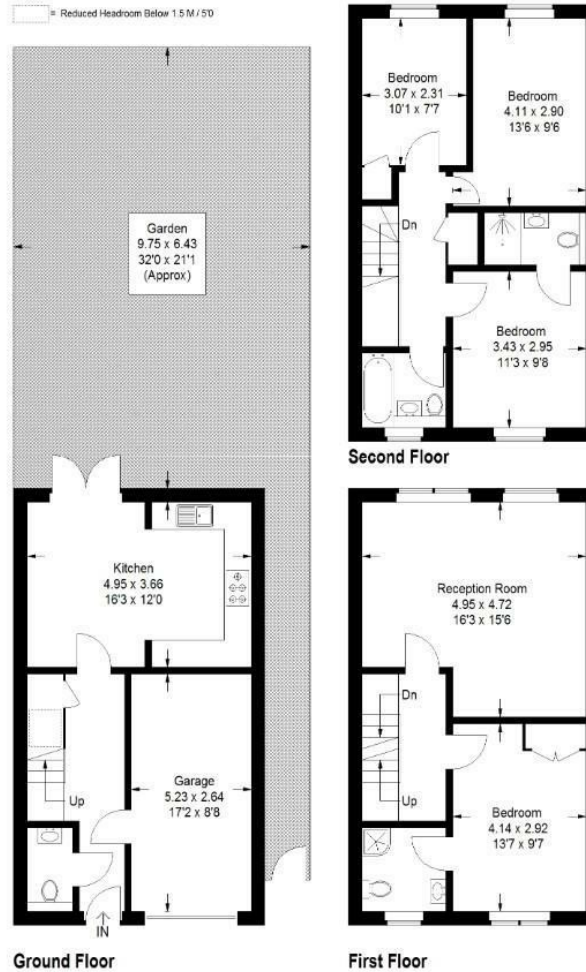 = Reduced Headroom Below 1.5 M / 5'0
Bedroom
3.07 x 2.31
10'1 x 7'7
Bedroom
4.11 x 2.90
13'6 x 9'6
Dn
Bedroom
3.43 x 2.95
11'3 x 9'8
Second Floor
Garden
9.75 x 6.43
32'0 x 21'1
(Approx)
Kitchen
4.95 x 3.66
16'3 x 12'0
Up
Garage
5.23 x 2.64
17'2 x 8'8
IN
Ground Floor
Reception Room
4.95 x 4.72
16'3 x 15'6
Dn
Up
Bedroom
4.14 x 2.92
13'7 x 9'7
First Floor